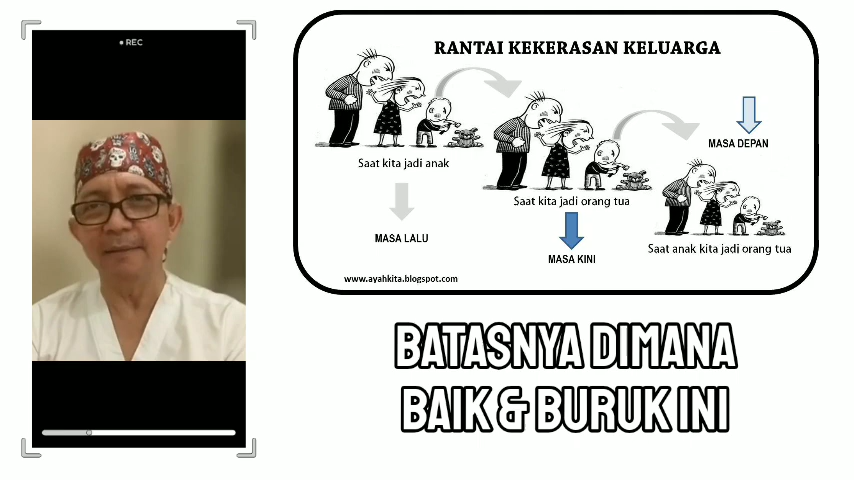 REC
RANTAI KEKERASAN KELUARGA
Saat kita jadi anak
MASA LALU
Saat kita jadi orang tua
MASA KINI
MASA DEPAN
Saat anak kita jadi orang tua
www.ayahkita.blogspot.com
BATASNYA DIMANA
BAIK & BURUK INI